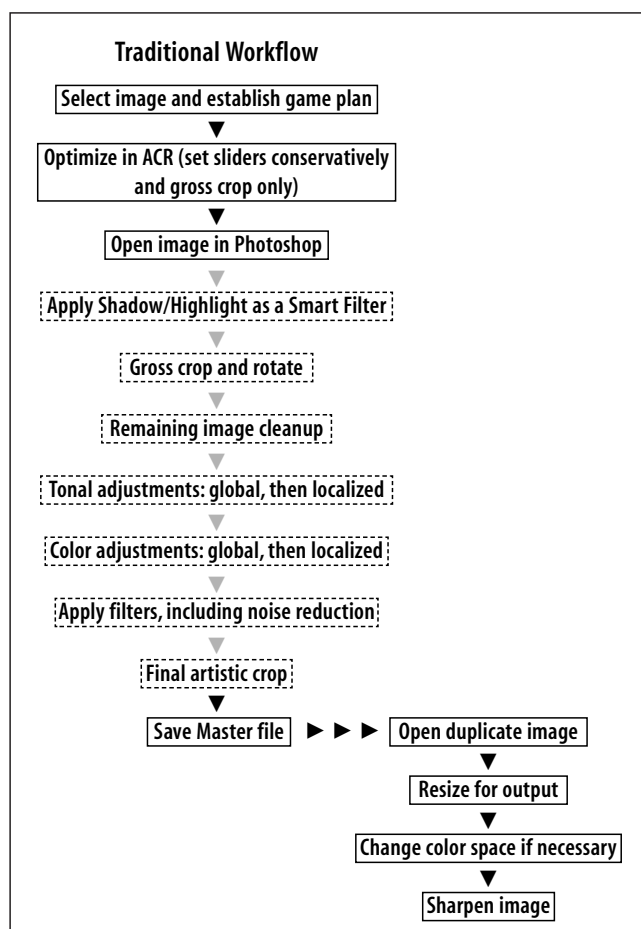 Traditional Workflow
Select image and establish game plan
Optimize in ACR (set sliders conservatively
and gross crop only)
Open image in Photoshop
Apply Shadow/Highlight as a Smart Filter
Gross crop and rotate
Remaining image cleanup
Tonal adjustments: global, then localized
Color adjustments: global, then localized
Apply filters, including noise reduction
Final artistic crop
Save Master file
Open duplicate image
Resize for output
Change color space if necessary
Sharpen image